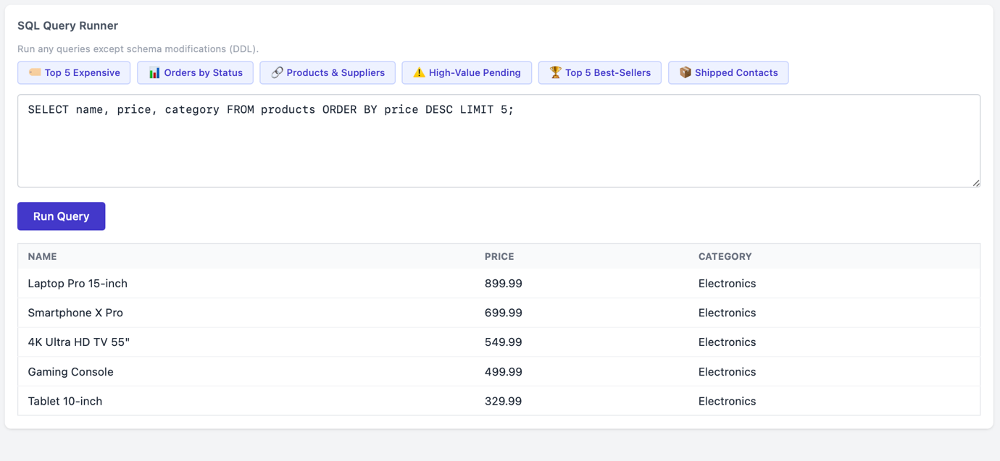 SQL Query Runner
Run any queries except schema modifications (DDL).
🏷️ Top 5 Expensive 📊 Orders by Status 🔗 Products & Suppliers ⚠️ High-Value Pending 🏆 Top 5 Best-Sellers 📦 Shipped Contacts
SELECT name, price, category FROM products ORDER BY price DESC LIMIT 5;
Run Query
NAME PRICE CATEGORY
Laptop Pro 15-inch 899.99 Electronics
Smartphone X Pro 699.99 Electronics
4K Ultra HD TV 55" 549.99 Electronics
Gaming Console 499.99 Electronics
Tablet 10-inch 329.99 Electronics